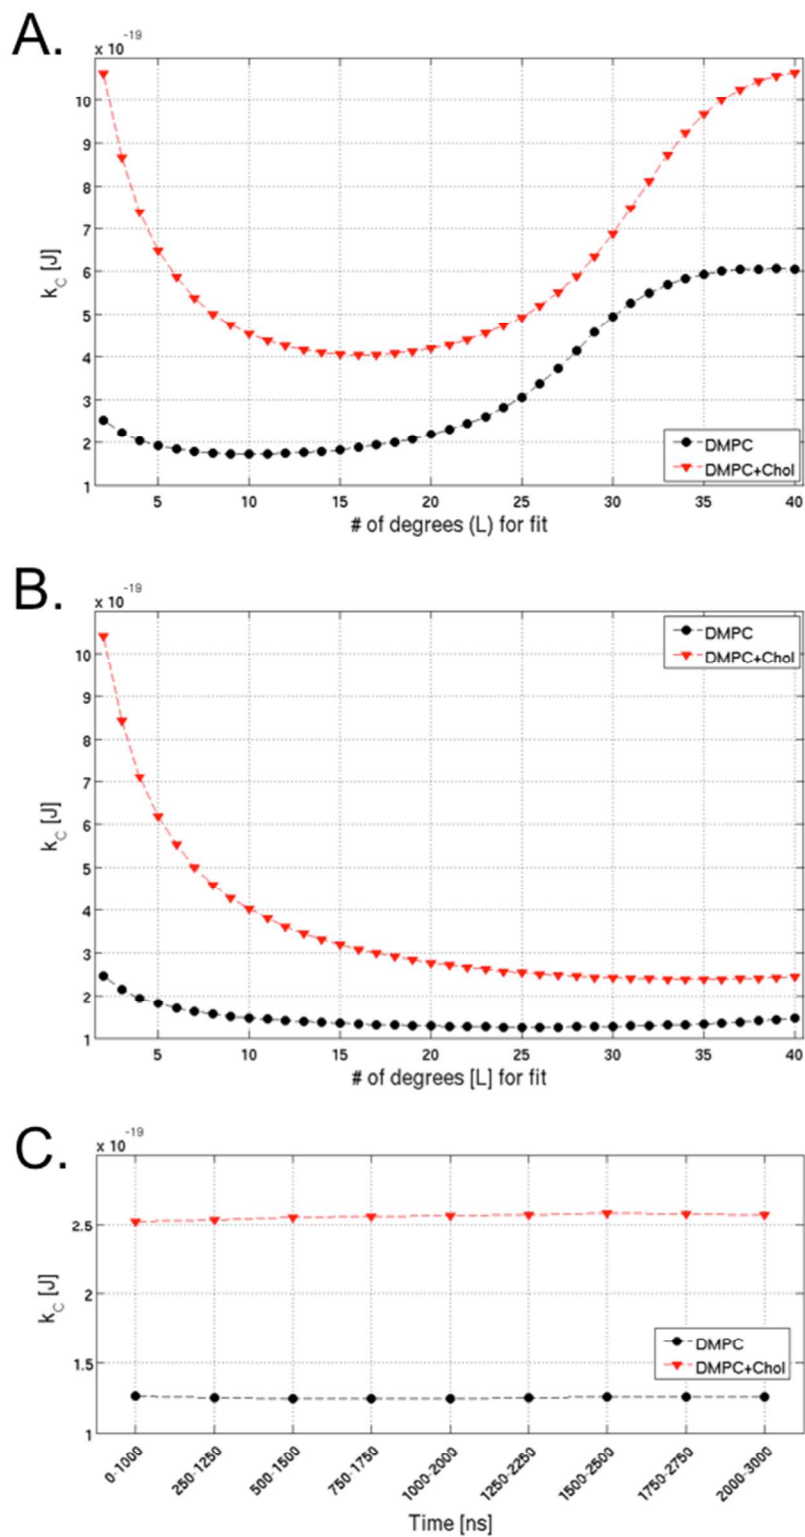 A.
x 10 -19
10
9
8
7
6
5
4
3
2
1
k_C [J]
DMPC
DMPC+Chol
5 10 15 20 25 30 35 40
# of degrees (L) for fit
B.
x 10 -19
10
9
8
7
6
5
4
3
2
1
k_C [J]
DMPC
DMPC+Chol
5 10 15 20 25 30 35 40
# of degrees [L] for fit
C.
x 10 -19
2.5
2
1.5
1
k_C [J]
DMPC
DMPC+Chol
0-1000 250-1250 500-1500 750-1750 1000-2000 1250-2250 1500-2500 1750-2750 2000-3000
Time [ns]